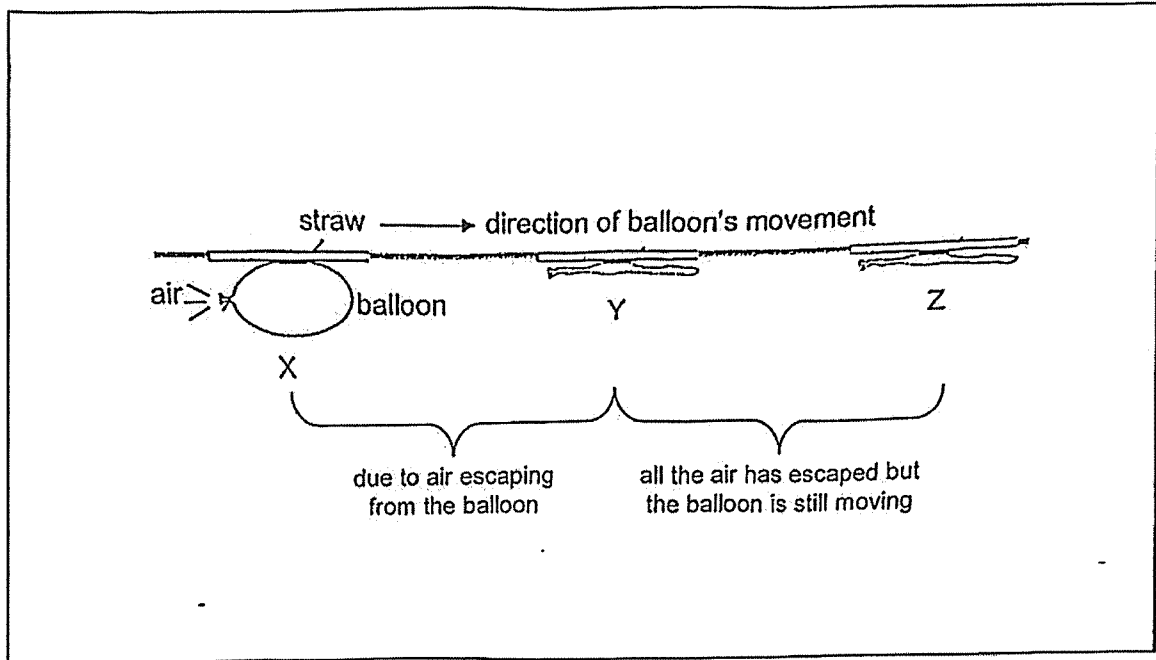 straw
direction of balloon's movement
air
balloon
X
Y
Z
due to air escaping
from the balloon
all the air has escaped but
the balloon is still moving